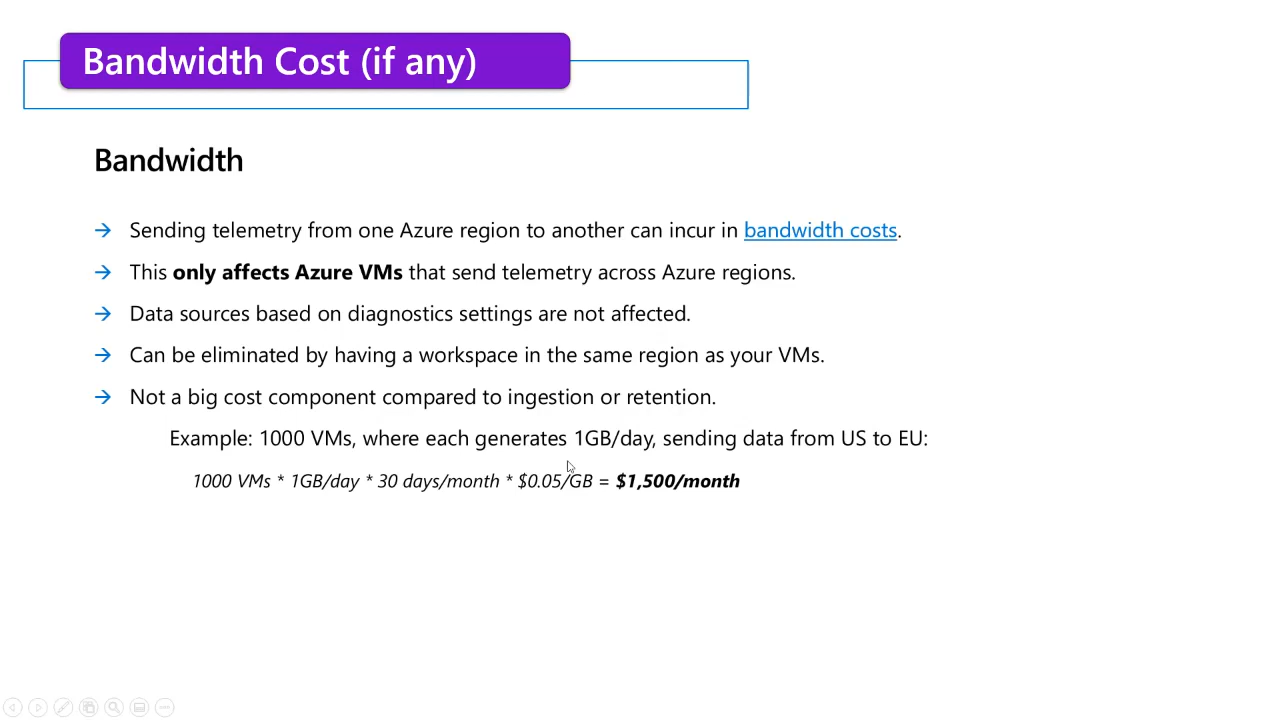 Bandwidth Cost (if any)
Bandwidth
→ Sending telemetry from one Azure region to another can incur in bandwidth costs.
→ This only affects Azure VMs that send telemetry across Azure regions.
→ Data sources based on diagnostics settings are not affected.
→ Can be eliminated by having a workspace in the same region as your VMs.
→ Not a big cost component compared to ingestion or retention.
Example: 1000 VMs, where each generates 1GB/day, sending data from US to EU:
1000 VMs * 1GB/day * 30 days/month * $0.05/GB = $1,500/month